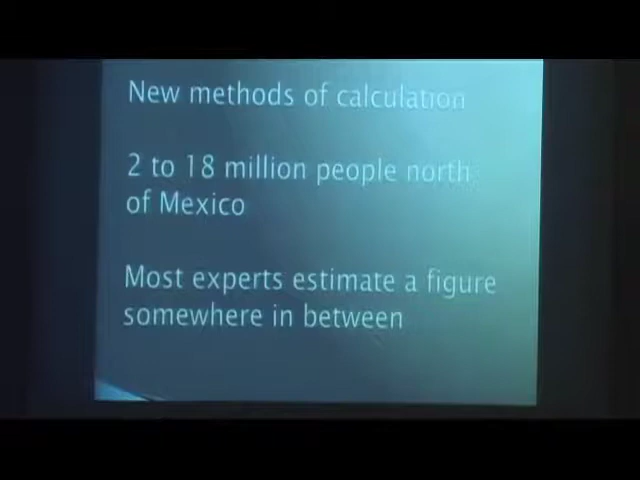 New methods of calculation
2 to 18 million people north
of Mexico
Most experts estimate a figure
somewhere in between